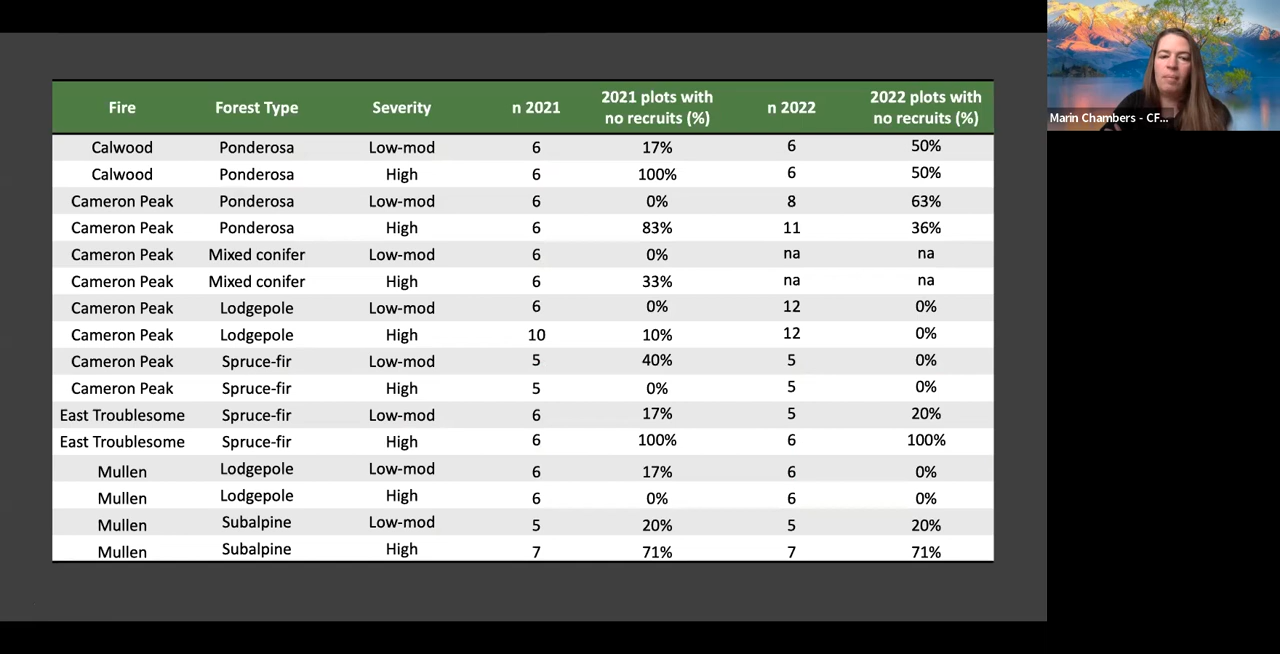 Fire Forest Type Severity n 2021 2021 plots with no recruits (%) n 2022 2022 plots with no recruits (%)
Calwood Ponderosa Low-mod 6 17% 6 50%
Calwood Ponderosa High 6 100% 6 50%
Cameron Peak Ponderosa Low-mod 6 0% 8 63%
Cameron Peak Ponderosa High 6 83% 11 36%
Cameron Peak Mixed conifer Low-mod 6 0% na na
Cameron Peak Mixed conifer High 6 33% na na
Cameron Peak Lodgepole Low-mod 6 0% 12 0%
Cameron Peak Lodgepole High 10 10% 12 0%
Cameron Peak Spruce-fir Low-mod 5 40% 5 0%
Cameron Peak Spruce-fir High 5 0% 5 0%
East Troublesome Spruce-fir Low-mod 6 17% 5 20%
East Troublesome Spruce-fir High 6 100% 6 100%
Mullen Lodgepole Low-mod 6 17% 6 0%
Mullen Lodgepole High 6 0% 6 0%
Mullen Subalpine Low-mod 5 20% 5 20%
Mullen Subalpine High 7 71% 7 71%
Marin Chambers - CF...